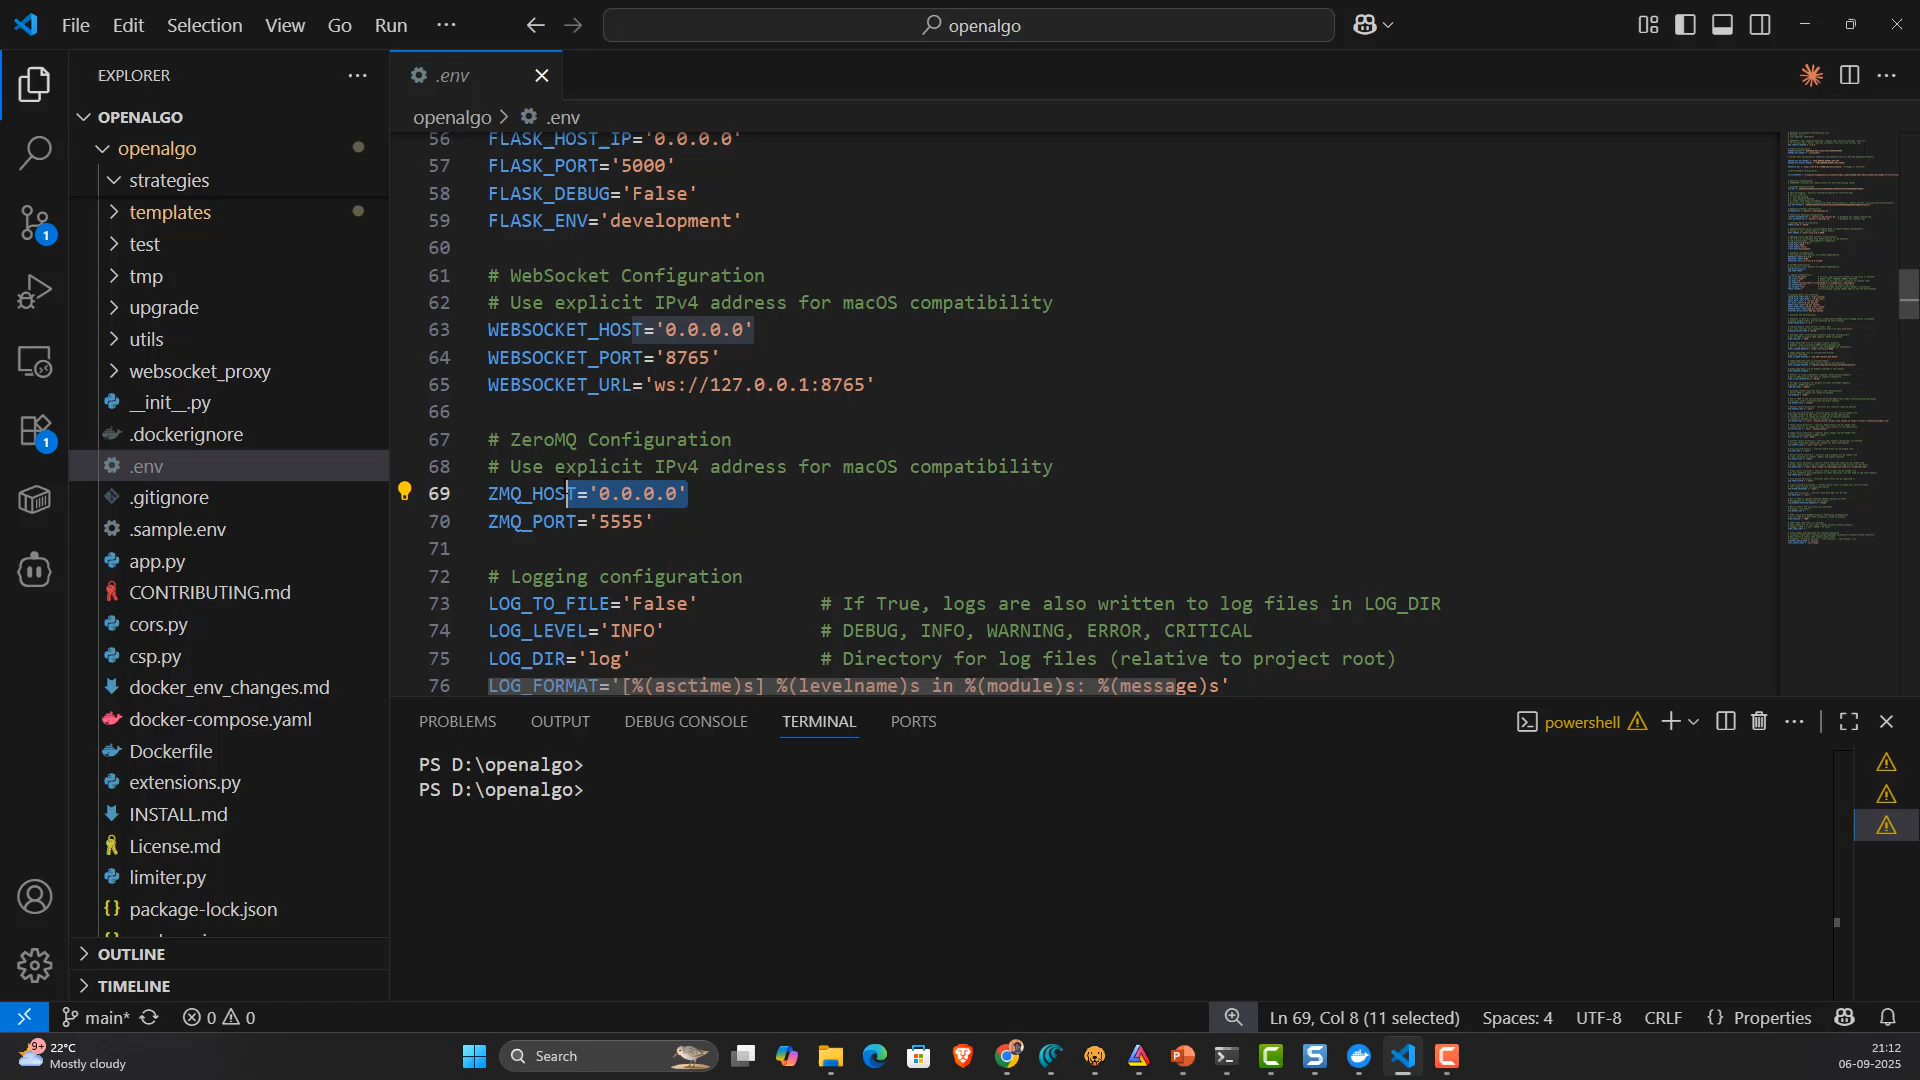 File Edit Selection View Go Run ···
openalgo
EXPLORER
OPENALGO
openalgo
strategies
templates
test
tmp
upgrade
utils
websocket_proxy
__init__.py
.dockerignore
.env
.gitignore
.sample.env
app.py
CONTRIBUTING.md
cors.py
csp.py
docker_env_changes.md
docker-compose.yaml
Dockerfile
extensions.py
INSTALL.md
License.md
limiter.py
package-lock.json
OUTLINE
TIMELINE
.env
openalgo > .env
56 FLASK_HOST_IP='0.0.0.0'
57 FLASK_PORT='5000'
58 FLASK_DEBUG='False'
59 FLASK_ENV='development'
60
61 # WebSocket Configuration
62 # Use explicit IPv4 address for macOS compatibility
63 WEBSOCKET_HOST='0.0.0.0'
64 WEBSOCKET_PORT='8765'
65 WEBSOCKET_URL='ws://127.0.0.1:8765'
66
67 # ZeroMQ Configuration
68 # Use explicit IPv4 address for macOS compatibility
69 ZMQ_HOST='0.0.0.0'
70 ZMQ_PORT='5555'
71
72 # Logging configuration
73 LOG_TO_FILE='False' # If True, logs are also written to log files in LOG_DIR
74 LOG_LEVEL='INFO' # DEBUG, INFO, WARNING, ERROR, CRITICAL
75 LOG_DIR='log' # Directory for log files (relative to project root)
76 LOG_FORMAT='[%(asctime)s] %(levelname)s in %(module)s: %(message)s'
PROBLEMS OUTPUT DEBUG CONSOLE TERMINAL PORTS
powershell
PS D:\openalgo>
PS D:\openalgo>
main* 0 0
Ln 69, Col 8 (11 selected) Spaces: 4 UTF-8 CRLF {} Properties
9+ 22°C
Mostly cloudy
Search
21:12
06-09-2025